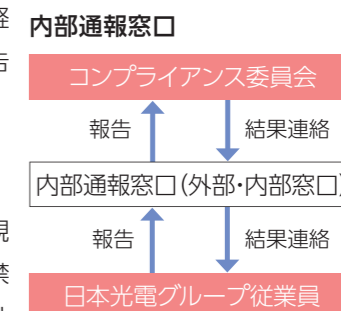 内部通報窓口
コンプライアンス委員会
報告 結果連絡
内部通報窓口(外部・内部窓口)
報告 結果連絡
日本光電グループ従業員